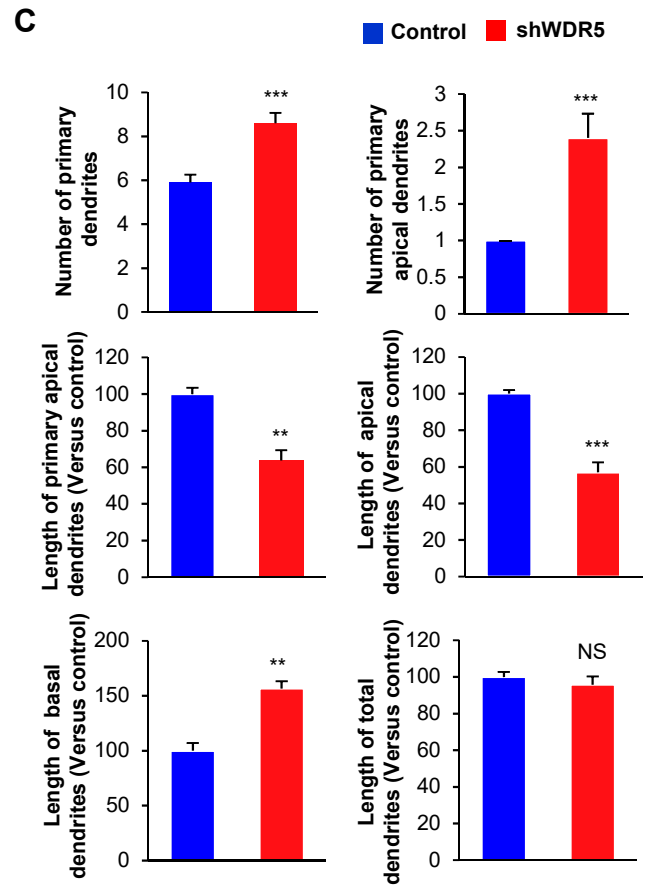 C
Control shWDR5
Number of primary
dendrites
10
8
6
4
2
0
***
Number of primary
apical dendrites
3
2.5
2
1.5
1
0.5
0
***
Length of primary apical
dendrites (Versus control)
120
100
80
60
40
20
0
**
Length of apical
dendrites (Versus control)
120
100
80
60
40
20
0
***
Length of basal
dendrites (Versus control)
200
150
100
50
0
**
Length of total
dendrites (Versus control)
120
100
80
60
40
20
0
NS